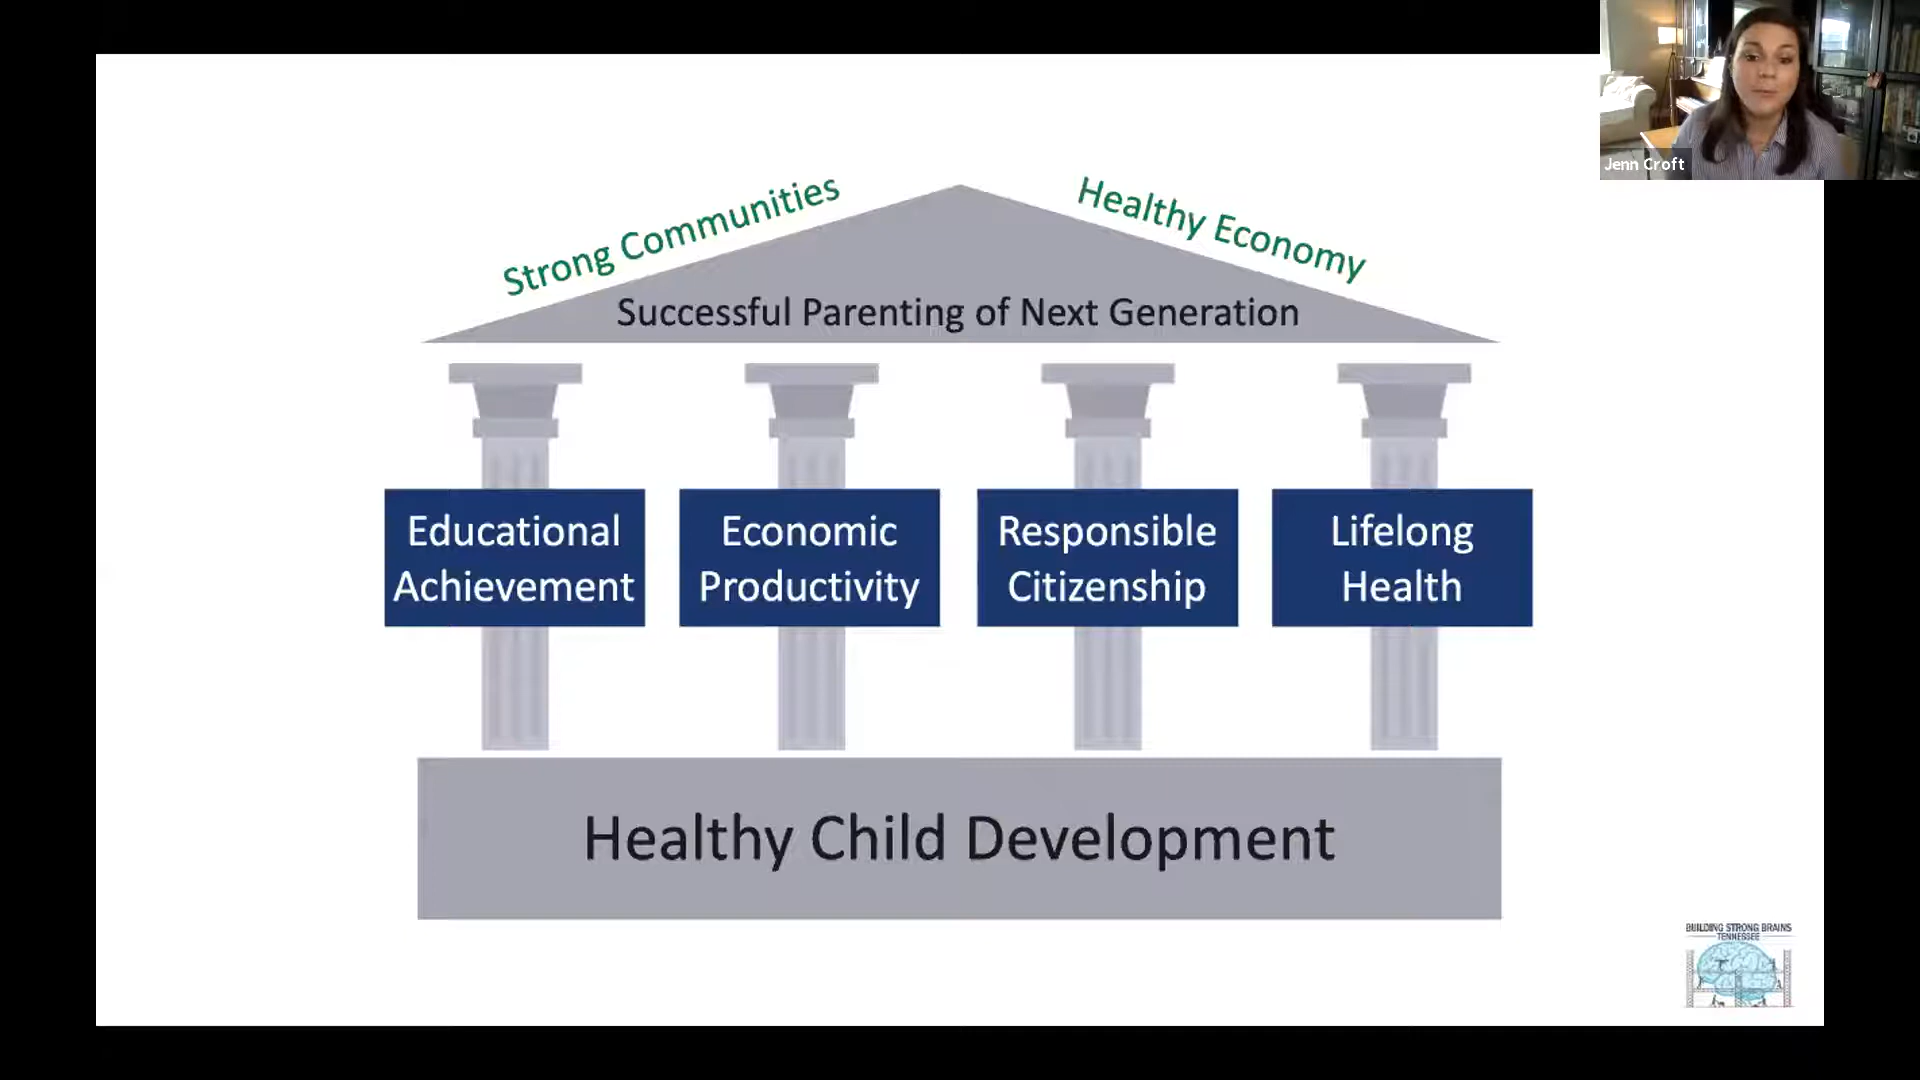 Jenn Croft
Strong Communities
Healthy Economy
Successful Parenting of Next Generation
Educational
Achievement
Economic
Productivity
Responsible
Citizenship
Lifelong
Health
Healthy Child Development
BUILDING STRONG BRAINS
TENNESSEE